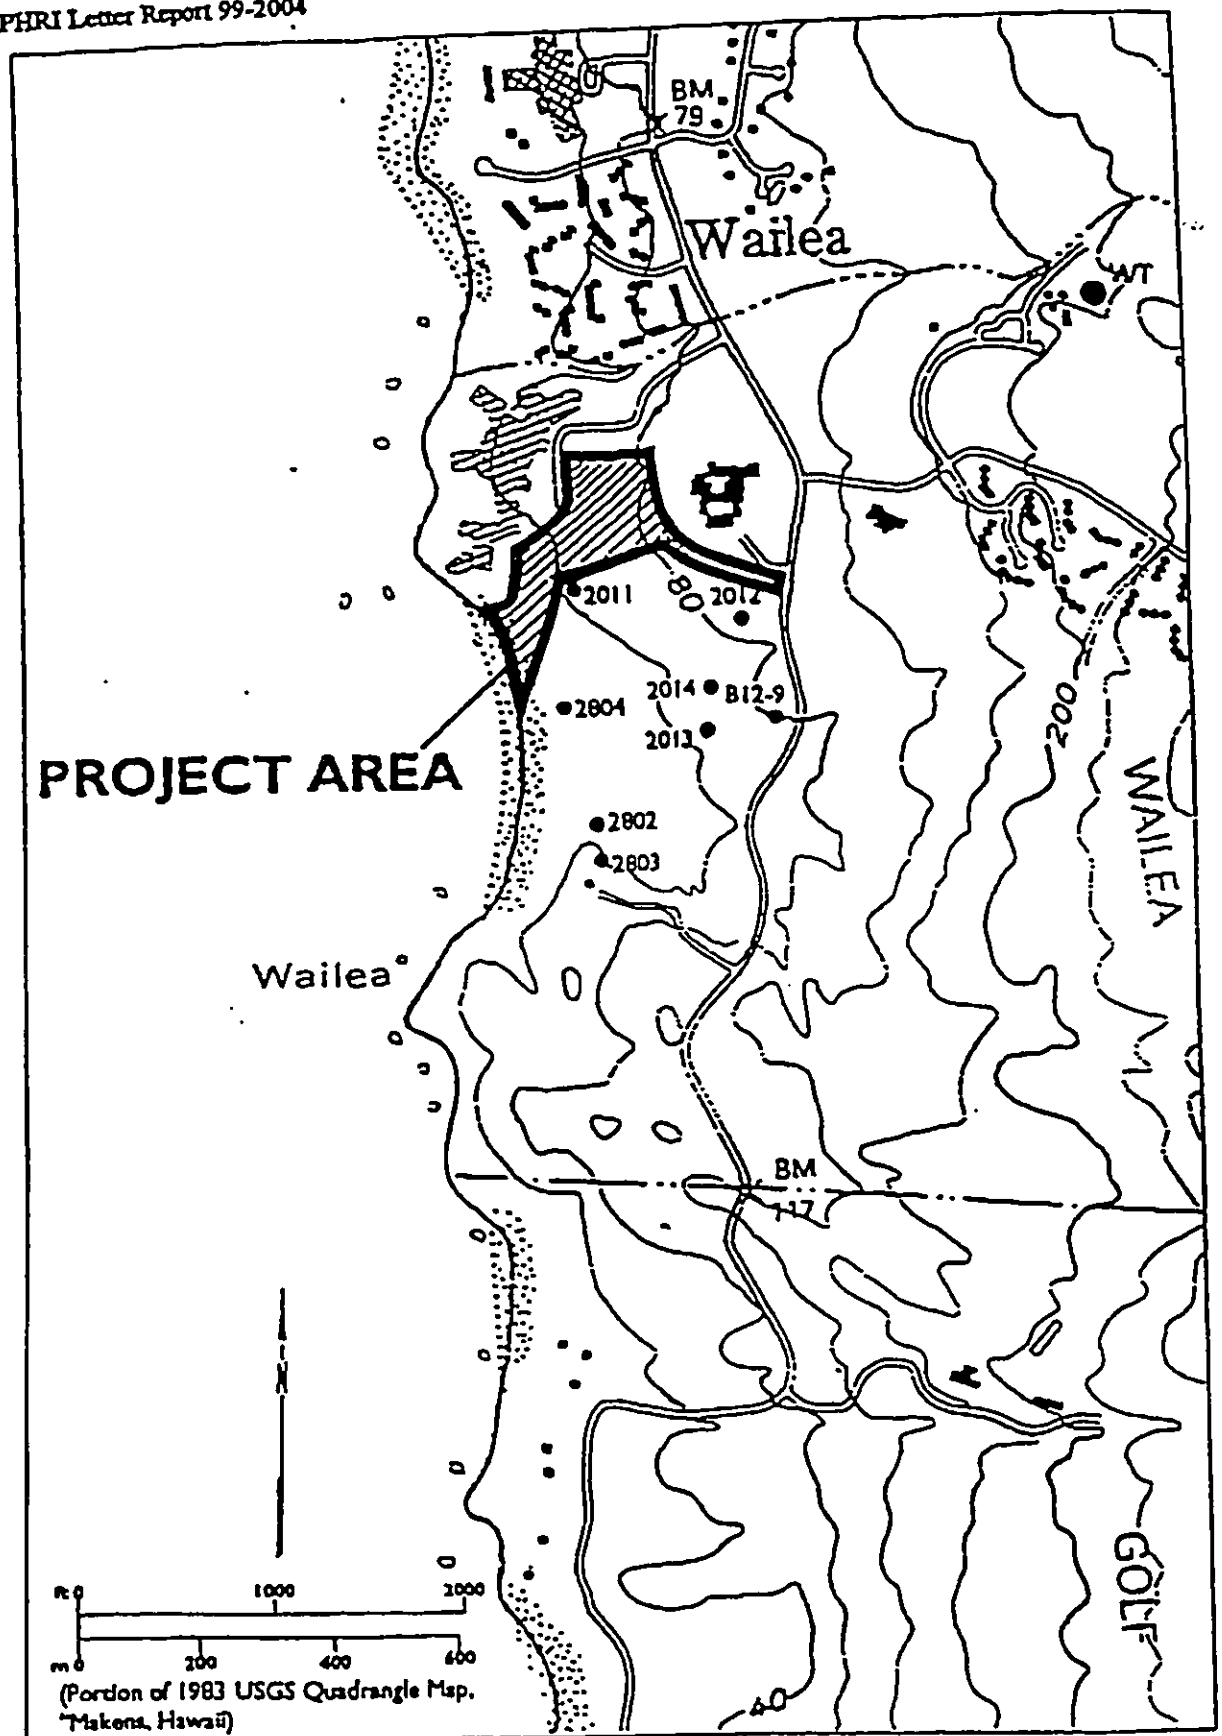 PHRI Letter Report 99-2004
BM
79
Wailea
WT
2011
80
2012
2014
B12-9
2804
2013
200
PROJECT AREA
WAILEA
2802
2803
Wailea
BM
117
N
GOLF
ft 0 1000 2000
m 0 200 400 600
40
(Portion of 1983 USGS Quadrangle Map,
"Makena, Hawaii)